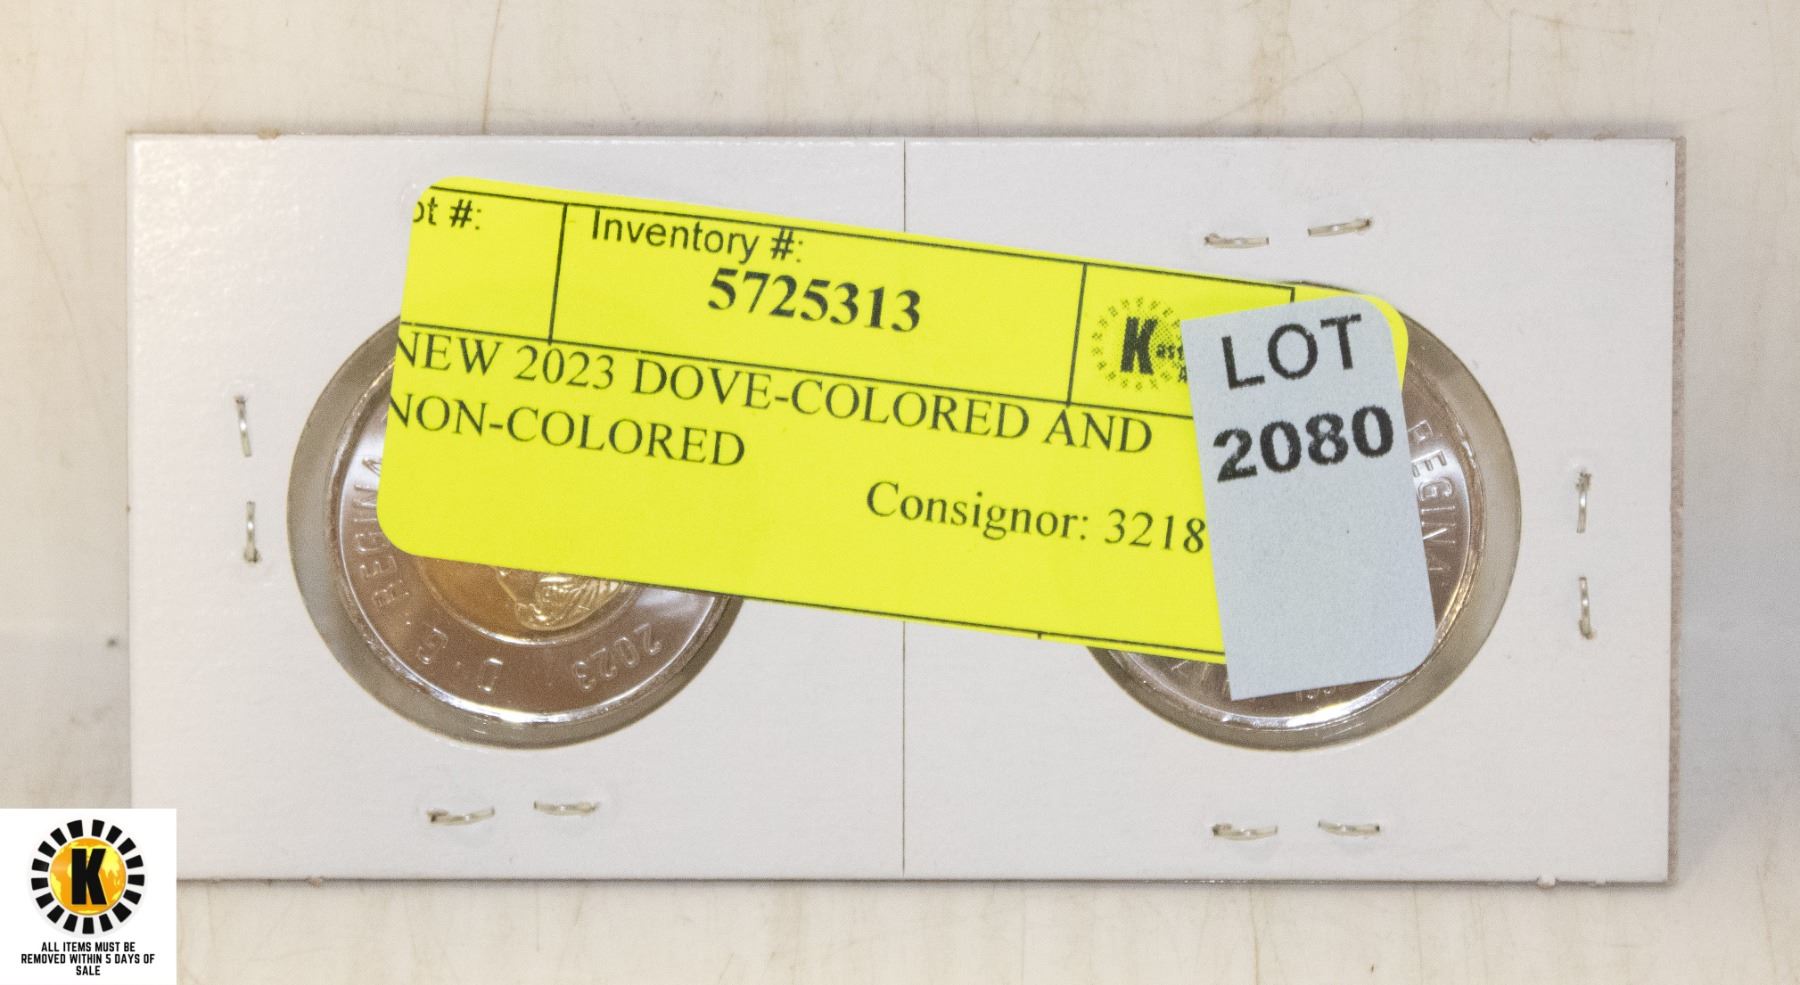 ot #:
Inventory #:
5725313
K
NEW 2023 DOVE-COLORED AND
NON-COLORED
Consignor: 3218
LOT
2080
D · G · REGINA
2023
REGINA
K
ALL ITEMS MUST BE
REMOVED WITHIN 5 DAYS OF
SALE